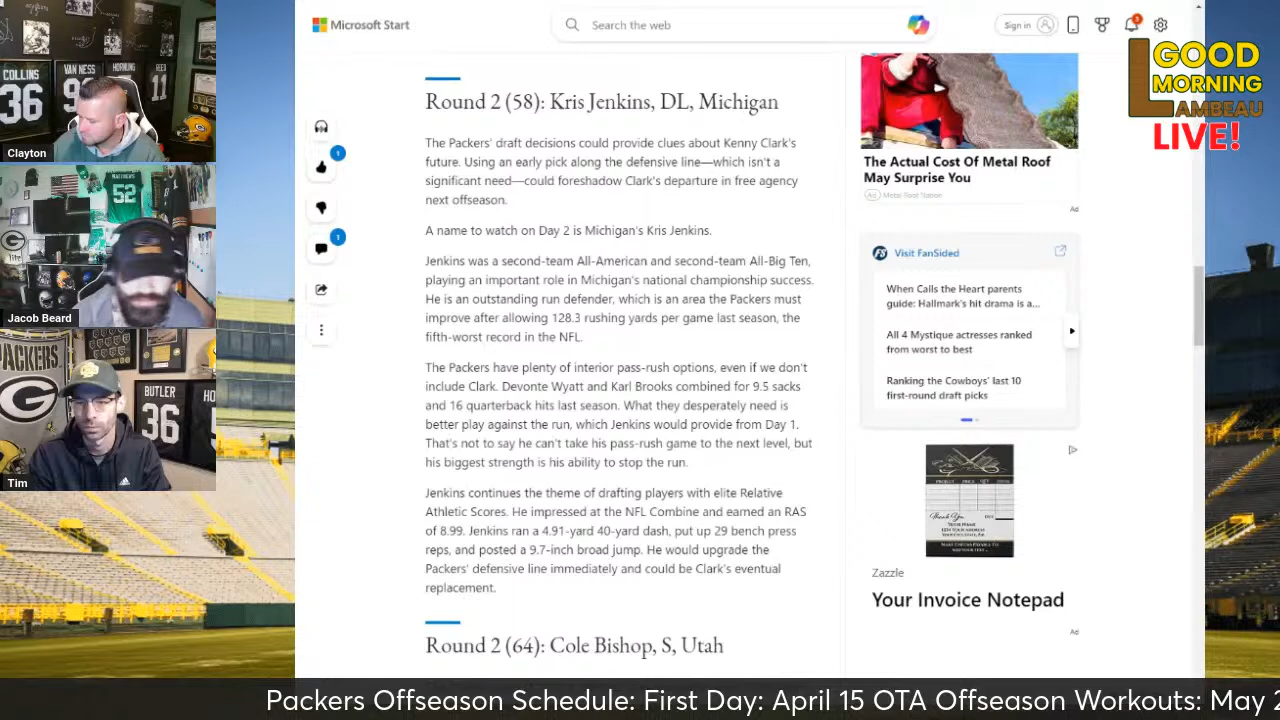 Microsoft Start
Search the web
Sign in
3
GOOD
MORNING
LAMBEAU
LIVE!
COLLINS
36
VAN NESS
9
HORNUNG
REED
11
Clayton
MATTHEWS
52
Jacob Beard
PACKERS
BUTLER
36
Tim
1
1
Round 2 (58): Kris Jenkins, DL, Michigan
The Packers' draft decisions could provide clues about Kenny Clark's
future. Using an early pick along the defensive line—which isn't a
significant need—could foreshadow Clark's departure in free agency
next offseason.
A name to watch on Day 2 is Michigan's Kris Jenkins.
Jenkins was a second-team All-American and second-team All-Big Ten,
playing an important role in Michigan's national championship success.
He is an outstanding run defender, which is an area the Packers must
improve after allowing 128.3 rushing yards per game last season, the
fifth-worst record in the NFL.
The Packers have plenty of interior pass-rush options, even if we don't
include Clark. Devonte Wyatt and Karl Brooks combined for 9.5 sacks
and 16 quarterback hits last season. What they desperately need is
better play against the run, which Jenkins would provide from Day 1.
That's not to say he can't take his pass-rush game to the next level, but
his biggest strength is his ability to stop the run.
Jenkins continues the theme of drafting players with elite Relative
Athletic Scores. He impressed at the NFL Combine and earned an RAS
of 8.99. Jenkins ran a 4.91-yard 40-yard dash, put up 29 bench press
reps, and posted a 9.7-inch broad jump. He would upgrade the
Packers' defensive line immediately and could be Clark's eventual
replacement.
Round 2 (64): Cole Bishop, S, Utah
The Actual Cost Of Metal Roof
May Surprise You
Ad Metal Roof Nation
Ad
Visit FanSided
When Calls the Heart parents
guide: Hallmark's hit drama is a...
All 4 Mystique actresses ranked
from worst to best
Ranking the Cowboys' last 10
first-round draft picks
Thank You
Zazzle
Your Invoice Notepad
Ad
Packers Offseason Schedule: First Day: April 15 OTA Offseason Workouts: May 2